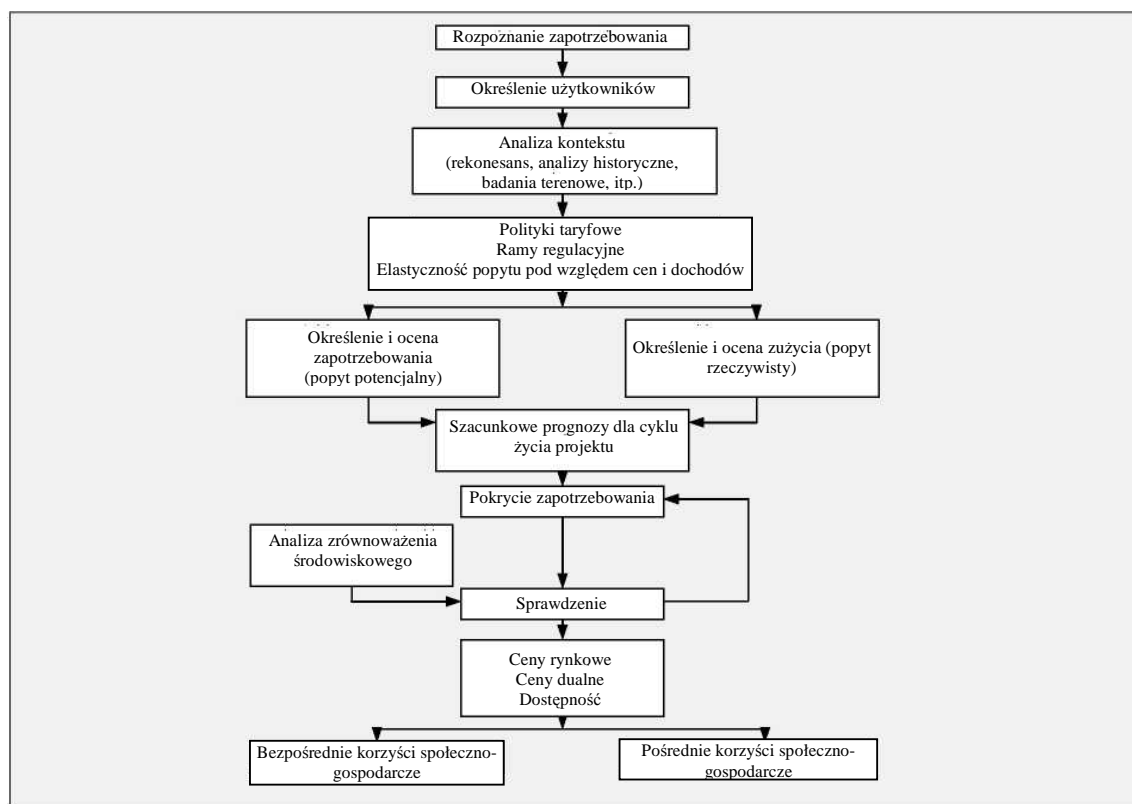 Rozpoznanie zapotrzebowania
Określenie użytkowników
Analiza kontekstu
(rekonesans, analizy historyczne,
badania terenowe, itp.)
Polityki taryfowe
Ramy regulacyjne
Elastyczność popytu pod względem cen i dochodów
Określenie i ocena
zapotrzebowania
(popyt potencjalny)
Określenie i ocena zużycia (popyt
rzeczywisty)
Szacunkowe prognozy dla cyklu
życia projektu
Pokrycie zapotrzebowania
Analiza zrównoważenia
środowiskowego
Sprawdzenie
Ceny rynkowe
Ceny dualne
Dostępność
Bezpośrednie korzyści społeczno-
gospodarcze
Pośrednie korzyści społeczno-
gospodarcze